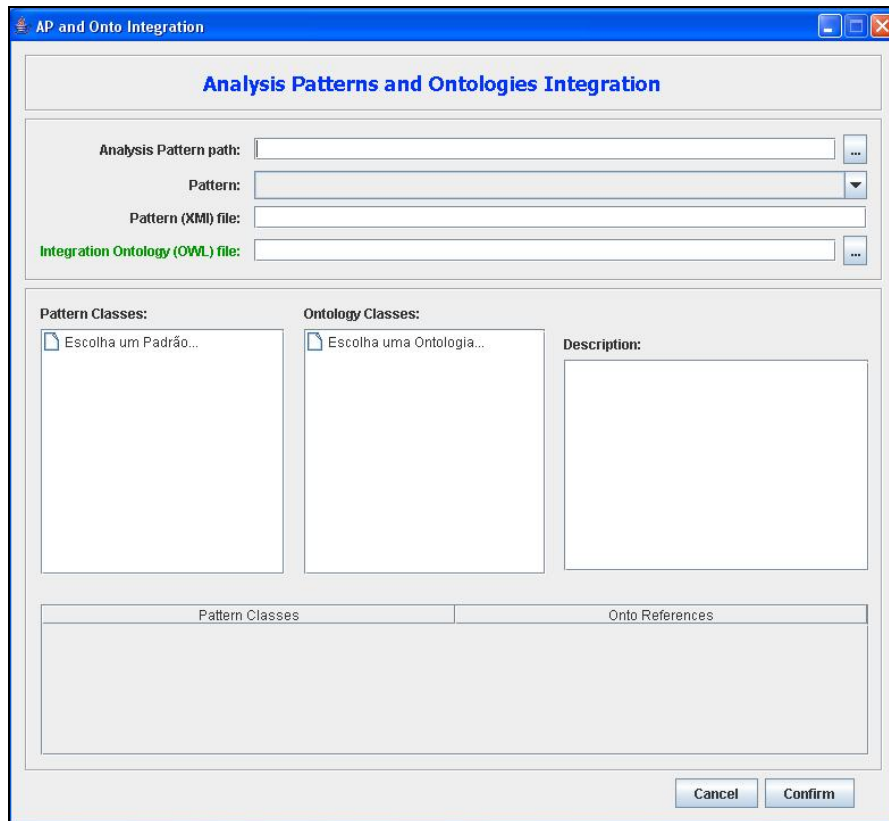 AP and Onto Integration
Analysis Patterns and Ontologies Integration
Analysis Pattern path:
...
Pattern:
Pattern (XMI) file:
Integration Ontology (OWL) file:
...
Pattern Classes:
Ontology Classes:
Escolha um Padrão...
Escolha uma Ontologia...
Description:
Pattern Classes
Onto References
Cancel
Confirm